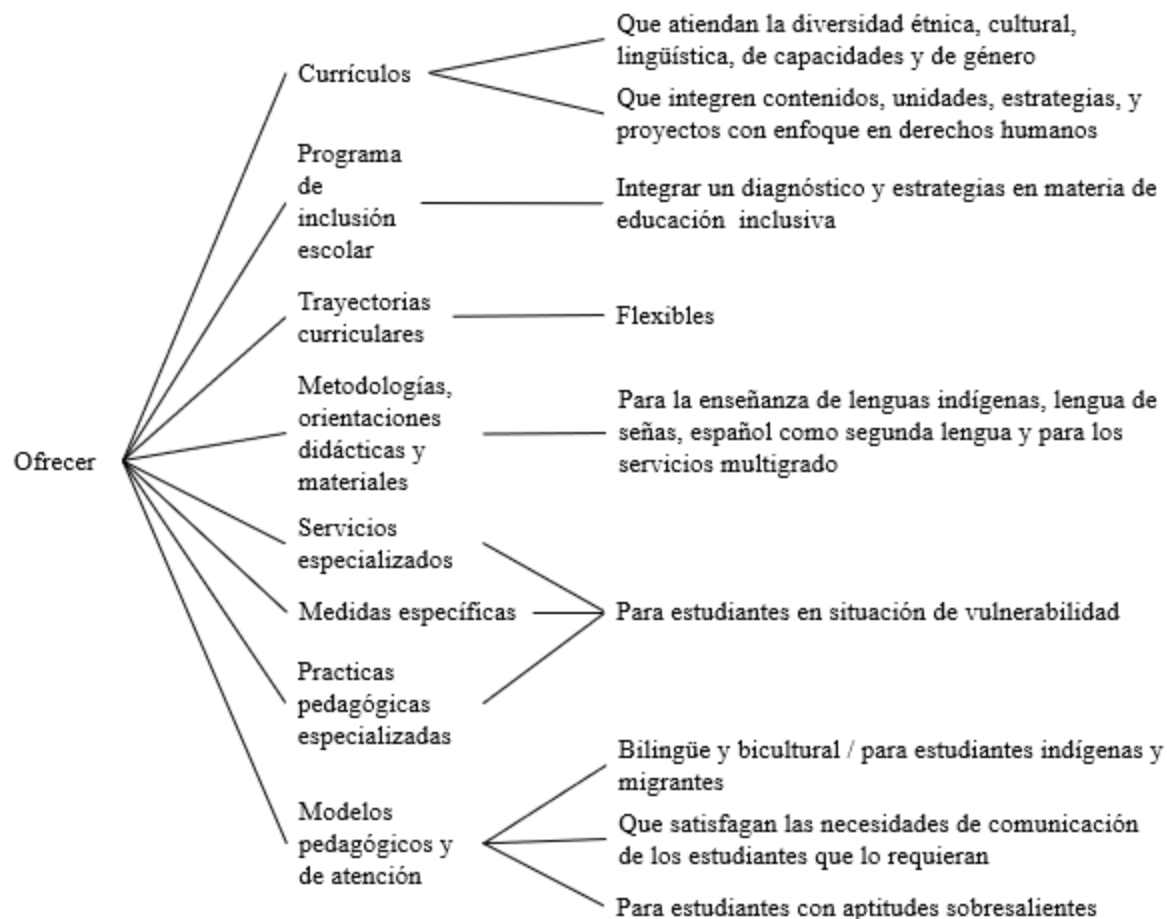 Ofrecer
Currículos
Que atiendan la diversidad étnica, cultural,
lingüística, de capacidades y de género
Que integren contenidos, unidades, estrategias, y
proyectos con enfoque en derechos humanos
Programa
de
inclusión
escolar
Integrar un diagnóstico y estrategias en materia de
educación inclusiva
Trayectorias
curriculares
Flexibles
Metodologías,
orientaciones
didácticas y
materiales
Para la enseñanza de lenguas indígenas, lengua de
señas, español como segunda lengua y para los
servicios multigrado
Servicios
especializados
Medidas específicas
Practicas
pedagógicas
especializadas
Para estudiantes en situación de vulnerabilidad
Modelos
pedagógicos y
de atención
Bilingüe y bicultural / para estudiantes indígenas y
migrantes
Que satisfagan las necesidades de comunicación
de los estudiantes que lo requieran
Para estudiantes con aptitudes sobresalientes